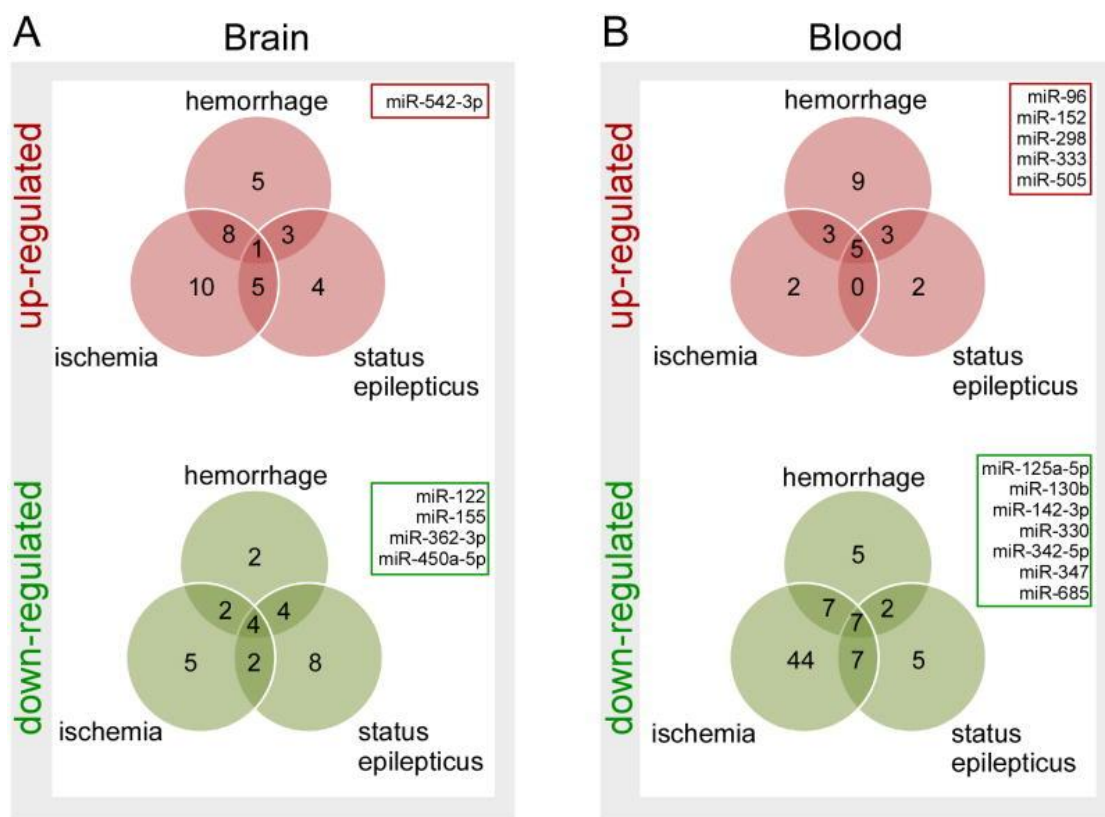 A
Brain
up-regulated
hemorrhage
miR-542-3p
5
8
1
3
10
5
4
ischemia
status
epilepticus
down-regulated
hemorrhage
miR-122
miR-155
miR-362-3p
miR-450a-5p
2
2
4
4
5
2
8
ischemia
status
epilepticus
B
Blood
up-regulated
hemorrhage
miR-96
miR-152
miR-298
miR-333
miR-505
9
3
5
3
2
0
2
ischemia
status
epilepticus
down-regulated
hemorrhage
miR-125a-5p
miR-130b
miR-142-3p
miR-330
miR-342-5p
miR-347
miR-685
5
7
7
2
44
7
5
ischemia
status
epilepticus